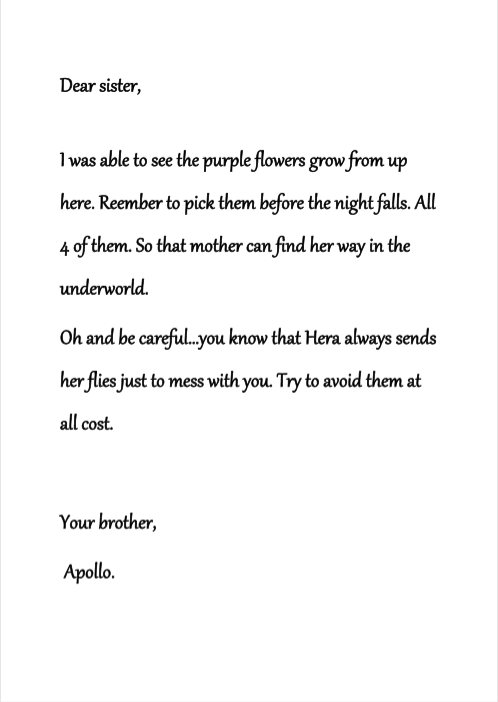 Dear sister,
I was able to see the purple flowers grow from up
here. Reember to pick them before the night falls. All
4 of them. So that mother can find her way in the
underworld.
Oh and be careful...you know that Hera always sends
her flies just to mess with you. Try to avoid them at
all cost.
Your brother,
Apollo.